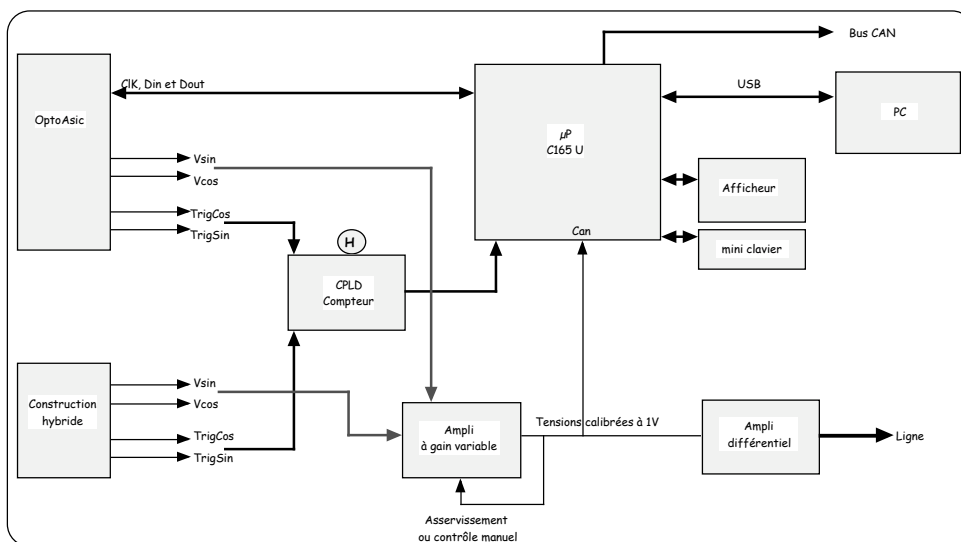 Bus CAN
ClK, Din et Dout
USB
OptoAsic
µP
C165 U
PC
Vsin
Vcos
Afficheur
TrigCos
TrigSin
Can
mini clavier
H
CPLD
Compteur
Construction
hybride
Vsin
Vcos
TrigCos
TrigSin
Ampli
à gain variable
Tensions calibrées à 1V
Ampli
différentiel
Ligne
Asservissement
ou contrôle manuel